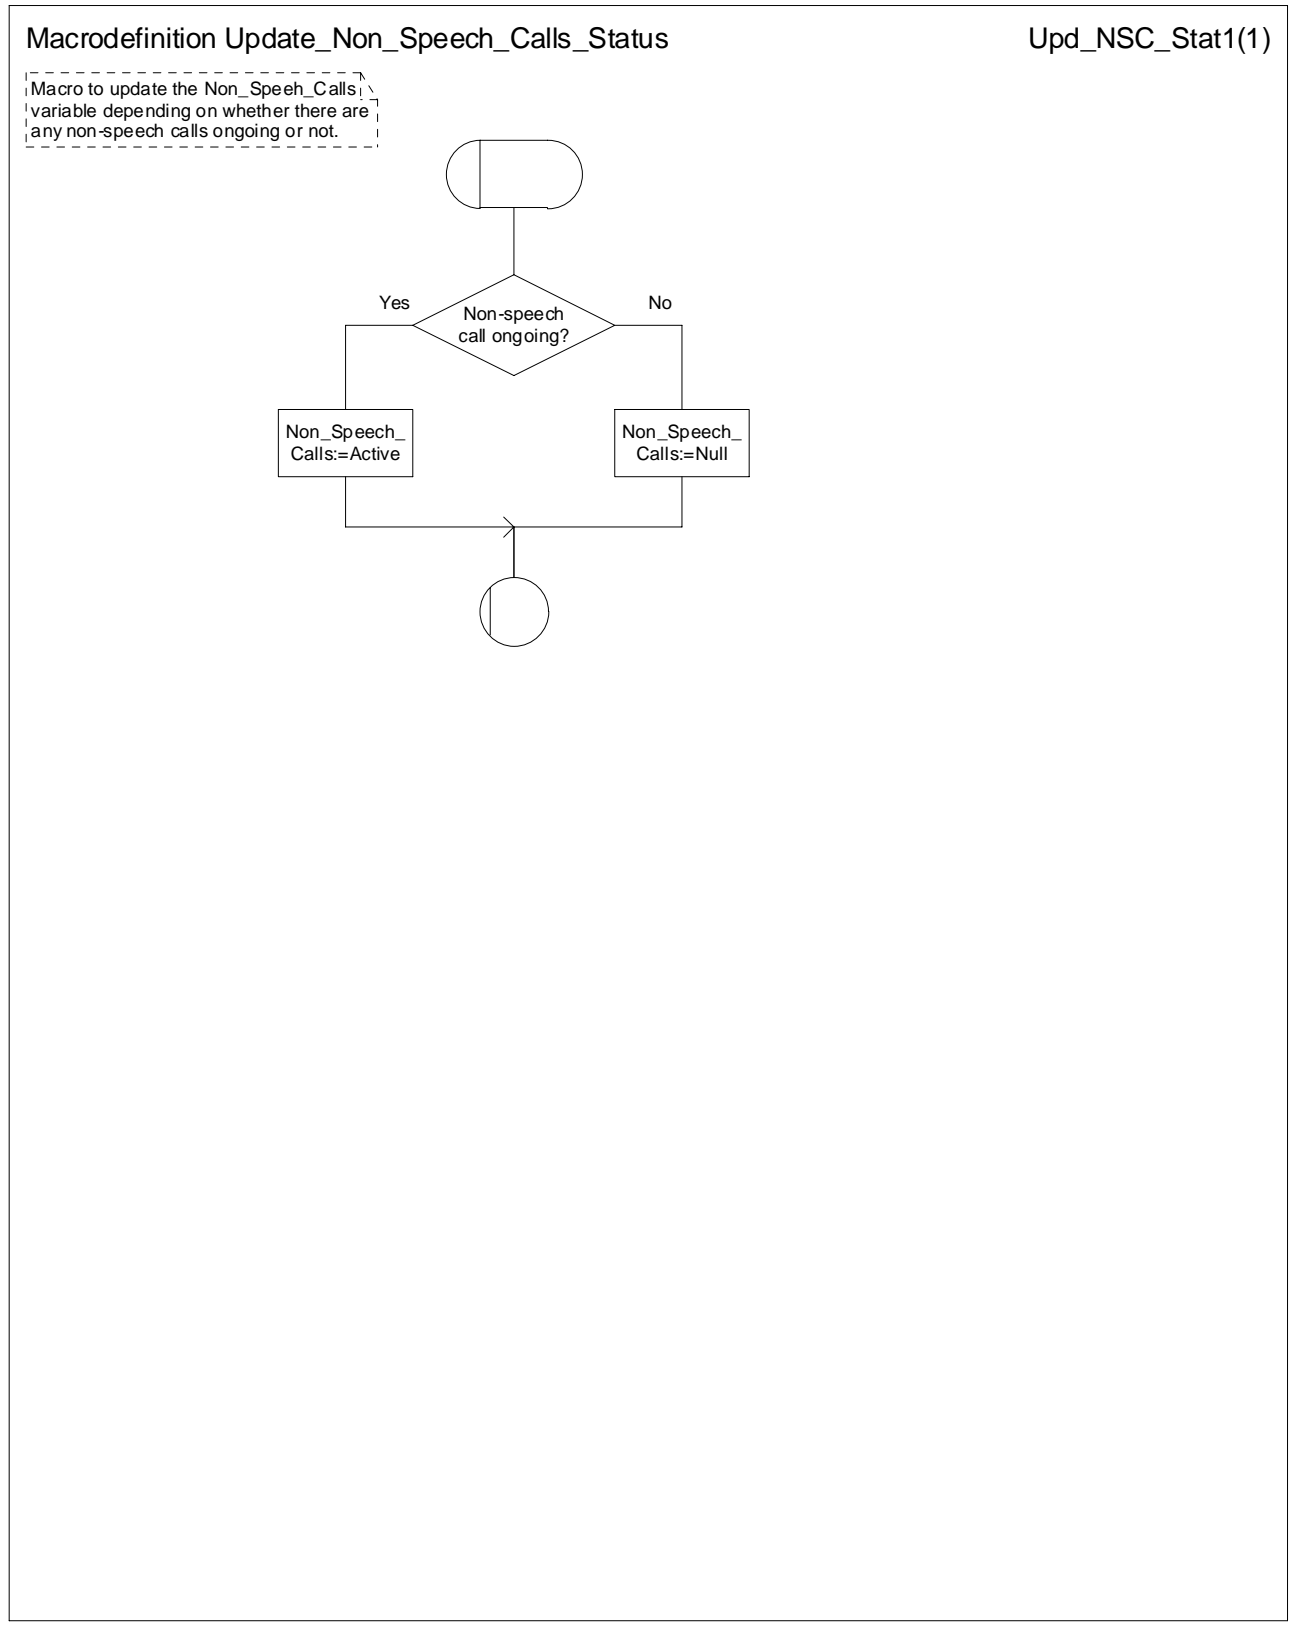 Macrodefinition Update_Non_Speech_Calls_Status
Upd_NSC_Stat1(1)
Macro to update the Non_Speeh_Calls
variable depending on whether there are
any non-speech calls ongoing or not.
Yes
No
Non-speech
call ongoing?
Non_Speech_
Calls:=Active
Non_Speech_
Calls:=Null